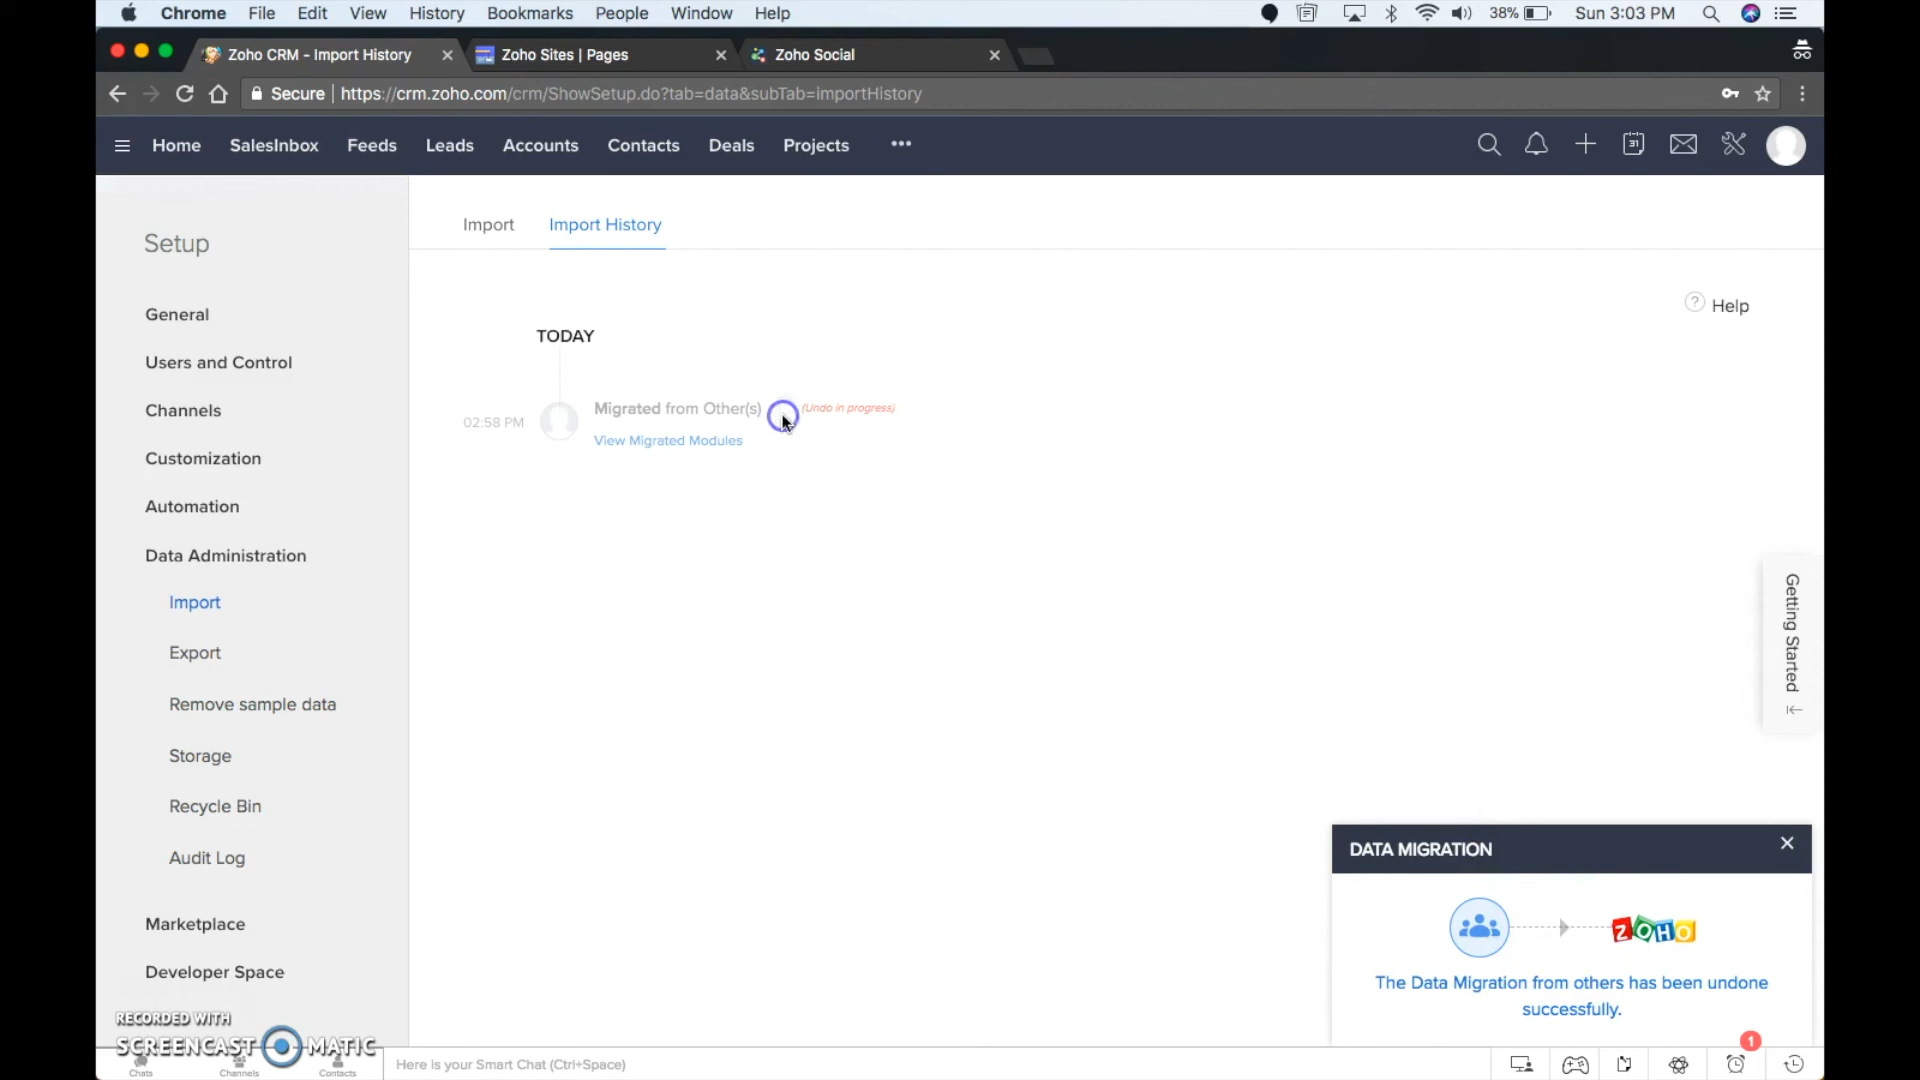 Chrome File Edit View History Bookmarks People Window Help 38% Sun 3:03 PM
Zoho CRM - Import History Zoho Sites | Pages Zoho Social
Secure | https://crm.zoho.com/crm/ShowSetup.do?tab=data&subTab=importHistory
Home SalesInbox Feeds Leads Accounts Contacts Deals Projects ••• 31
Import Import History
Setup
General
Users and Control
Channels
Customization
Automation
Data Administration
Import
Export
Remove sample data
Storage
Recycle Bin
Audit Log
Marketplace
Developer Space
? Help
TODAY
02:58 PM Migrated from Other(s) (Undo in progress)
View Migrated Modules
Getting Started
DATA MIGRATION
ZOHO
The Data Migration from others has been undone
successfully.
RECORDED WITH
SCREENCAST MATIC
Chats Channels Contacts
Here is your Smart Chat (Ctrl+Space)
1